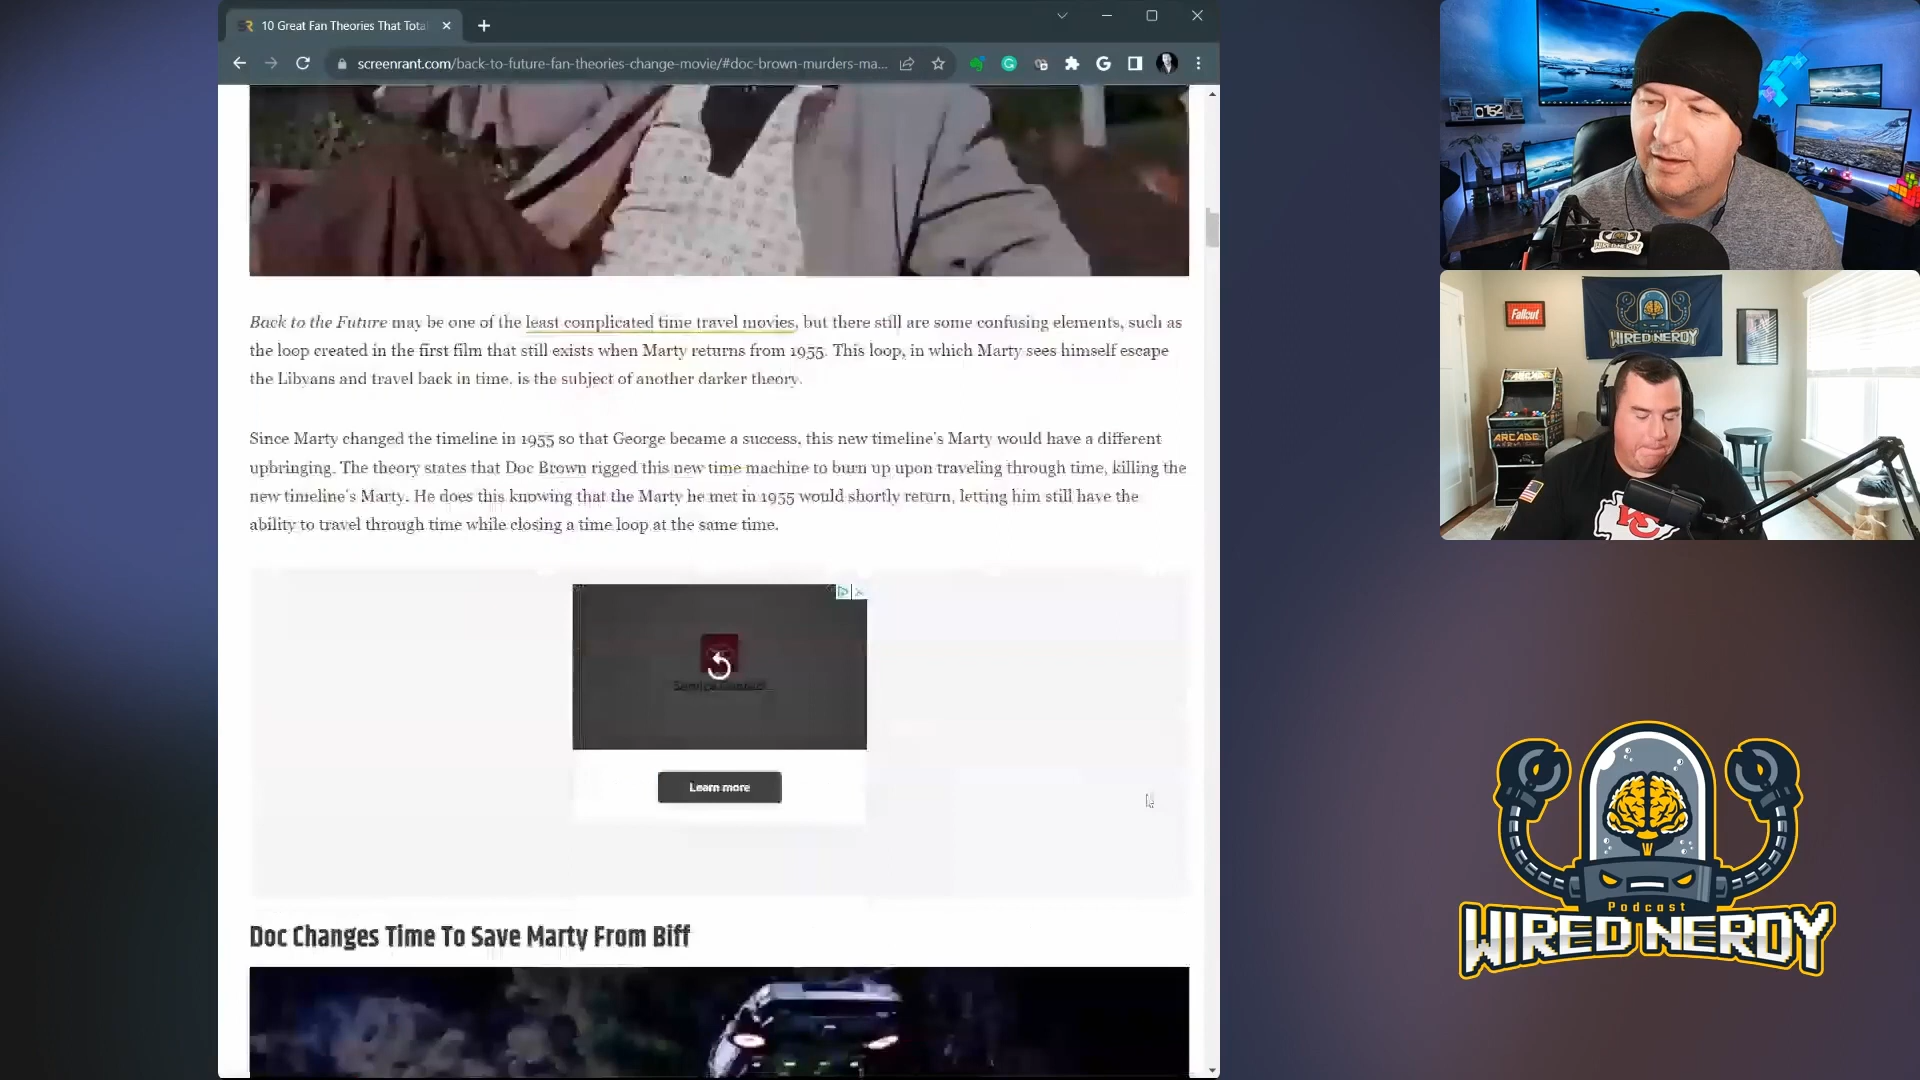 10 Great Fan Theories That Tota
screenrant.com/back-to-future-fan-theories-change-movie/#doc-brown-murders-ma...
Back to the Future may be one of the least complicated time travel movies, but there still are some confusing elements, such as
the loop created in the first film that still exists when Marty returns from 1955. This loop, in which Marty sees himself escape
the Libyans and travel back in time, is the subject of another darker theory.
Since Marty changed the timeline in 1955 so that George became a success, this new timeline's Marty would have a different
upbringing. The theory states that Doc Brown rigged this new time machine to burn up upon traveling through time, killing the
new timeline's Marty. He does this knowing that the Marty he met in 1955 would shortly return, letting him still have the
ability to travel through time while closing a time loop at the same time.
Learn more
Doc Changes Time To Save Marty From Biff
WIRED NERDY
Fallout
WIRED NERDY
ARCADE
KC
Podcast
WIRED NERDY